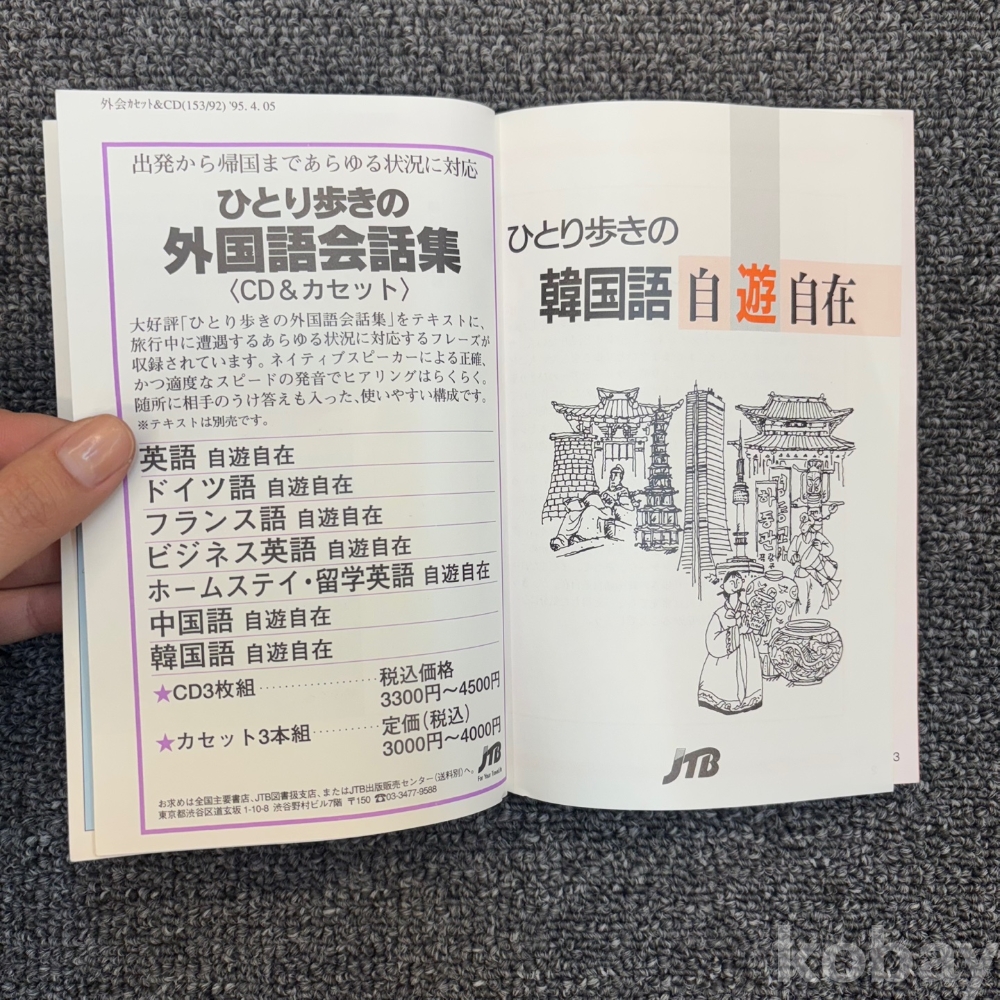 外会カセット&CD(153/92) '95. 4. 05
出発から帰国まであらゆる状況に対応
ひとり歩きの
外国語会話集
〈CD&カセット〉
大好評「ひとり歩きの外国語会話集」をテキストに、
旅行中に遭遇するあらゆる状況に対応するフレーズが
収録されています。ネイティブスピーカーによる正確、
かつ適度なスピードの発音でヒアリングはらくらく。
随所に相手のうけ答えも入った、使いやすい構成です。
※テキストは別売です。
英語 自遊自在
ドイツ語 自遊自在
フランス語 自遊自在
ビジネス英語 自遊自在
ホームステイ・留学英語 自遊自在
中国語 自遊自在
韓国語 自遊自在
★CD3枚組 税込価格
3300円〜4500円
★カセット3本組 定価(税込)
3000円〜4000円
JTB
For Your Travel Life
お求めは全国主要書店、JTB図書扱支店、またはJTB出版販売センター(送料別)へ。
東京都渋谷区道玄坂1-10-8 渋谷野村ビル7階 〒150 ☎03-3477-9588
ひとり歩きの
韓国語 自遊自在
JTB
3
kobay